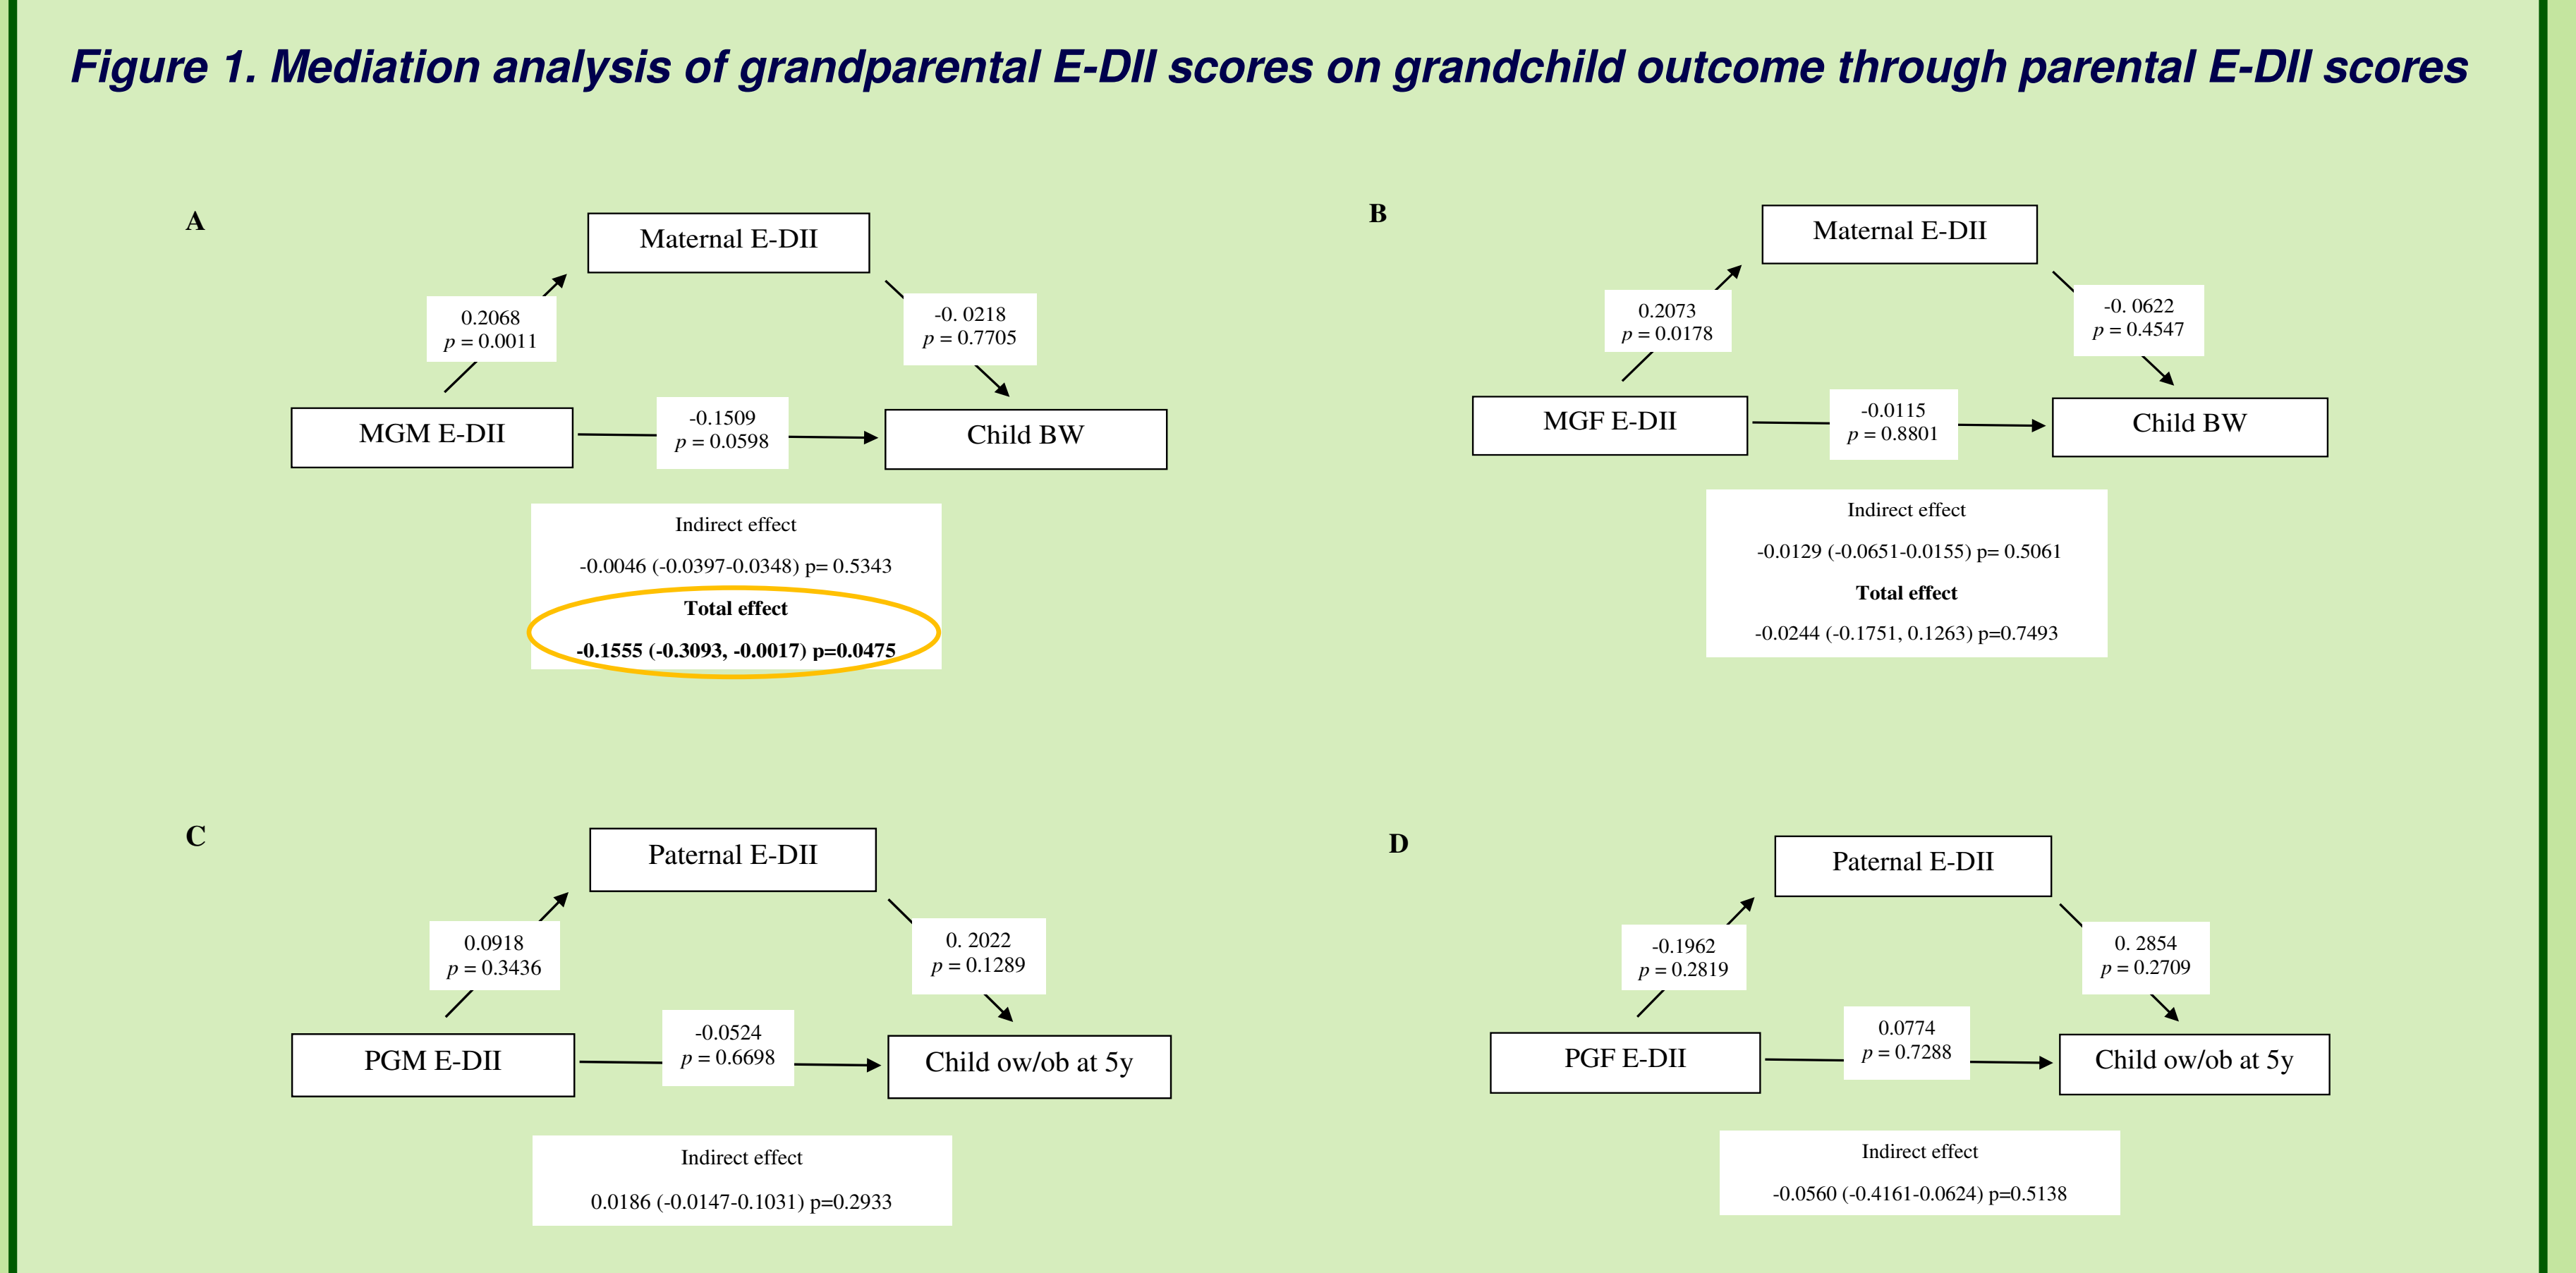 Figure 1. Mediation analysis of grandparental E-DII scores on grandchild outcome through parental E-DII scores
A
Maternal E-DII
0.2068
p = 0.0011
-0. 0218
p = 0.7705
MGM E-DII
-0.1509
p = 0.0598
Child BW
Indirect effect
-0.0046 (-0.0397-0.0348) p= 0.5343
Total effect
-0.1555 (-0.3093, -0.0017) p=0.0475
B
Maternal E-DII
0.2073
p = 0.0178
-0. 0622
p = 0.4547
MGF E-DII
-0.0115
p = 0.8801
Child BW
Indirect effect
-0.0129 (-0.0651-0.0155) p= 0.5061
Total effect
-0.0244 (-0.1751, 0.1263) p=0.7493
C
Paternal E-DII
0.0918
p = 0.3436
0. 2022
p = 0.1289
PGM E-DII
-0.0524
p = 0.6698
Child ow/ob at 5y
Indirect effect
0.0186 (-0.0147-0.1031) p=0.2933
D
Paternal E-DII
-0.1962
p = 0.2819
0. 2854
p = 0.2709
PGF E-DII
0.0774
p = 0.7288
Child ow/ob at 5y
Indirect effect
-0.0560 (-0.4161-0.0624) p=0.5138